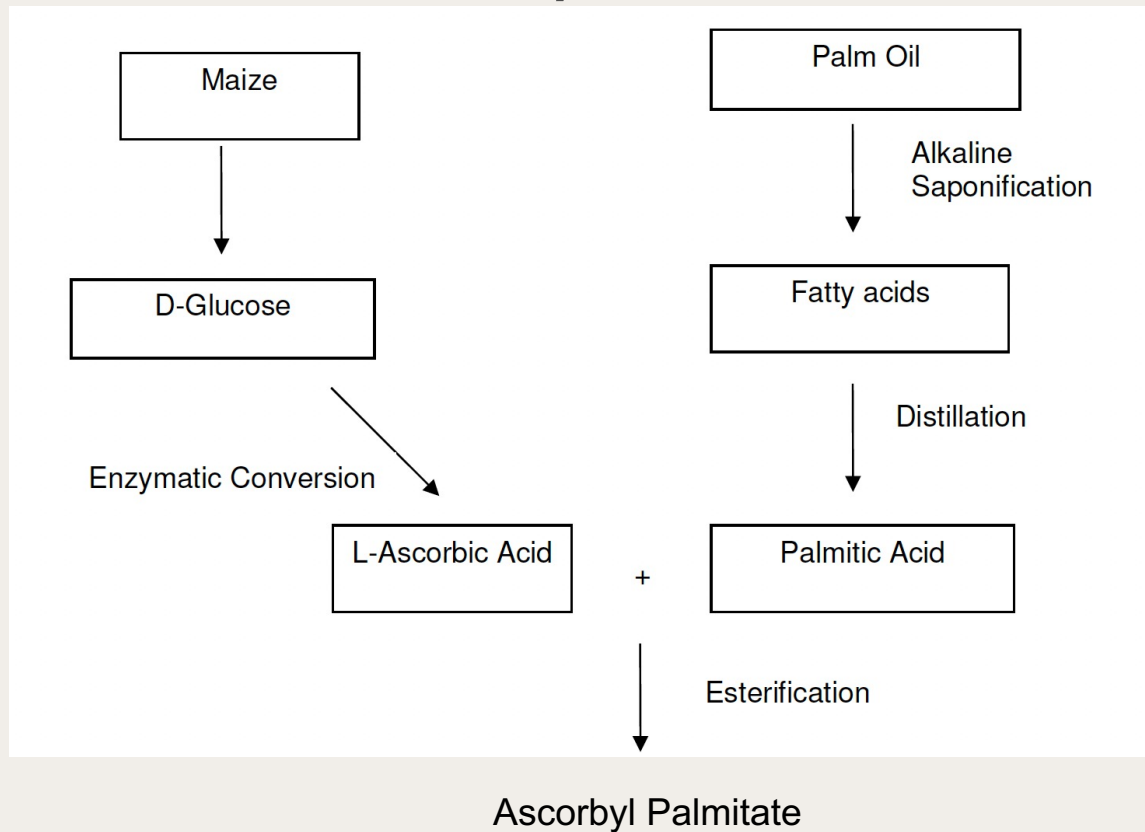 Maize
Palm Oil
Alkaline
Saponification
D-Glucose
Fatty acids
Distillation
Enzymatic Conversion
L-Ascorbic Acid
+
Palmitic Acid
Esterification
Ascorbyl Palmitate